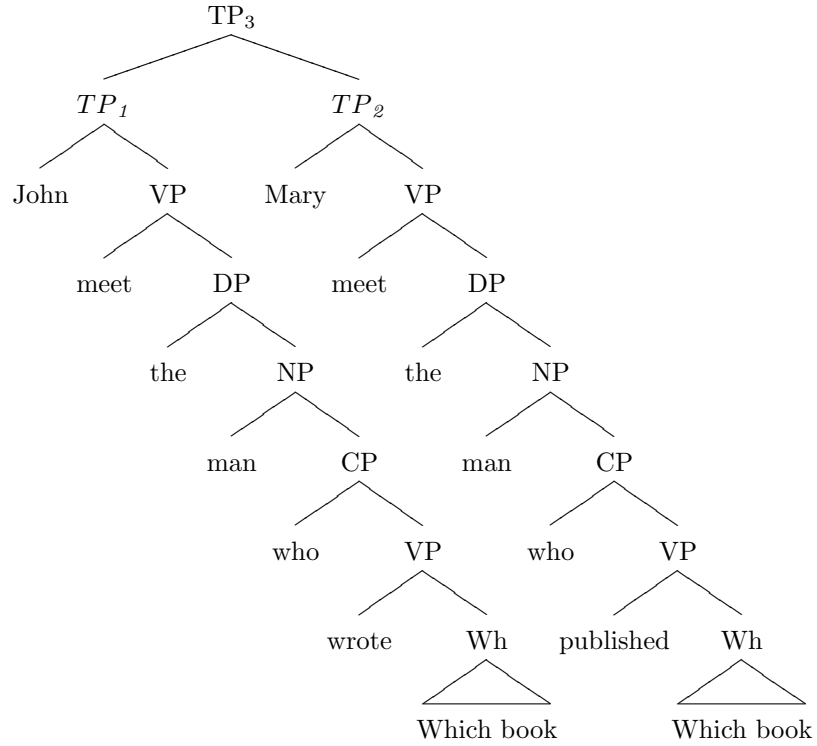 TP₃
TP₁ TP₂
John VP Mary VP
meet DP meet DP
the NP the NP
man CP man CP
who VP who VP
wrote Wh published Wh
Which book Which book